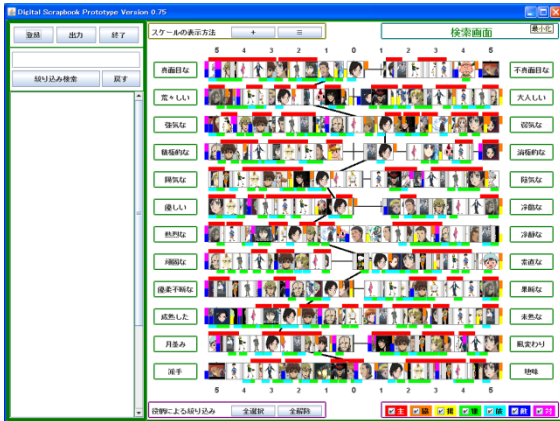 Digital Scrapbook Prototype Version 0.75
登録 出力 終了
絞り込み検索 戻す
スケールの表示方法 + =
検索画面
最小化
5 4 3 2 1 0 1 2 3 4 5
真面目な 不真面目な
荒々しい 大人しい
強気な 弱気な
積極的な 消極的な
陽気な 陰気な
優しい 冷酷な
熱烈な 冷静な
頑固な 素直な
優柔不断な 果断な
成熟した 未熟な
月並み 風変わり
派手 地味
5 4 3 2 1 0 1 2 3 4 5
役柄による絞り込み 全選択 全解除
主 協 援 依 敵 対